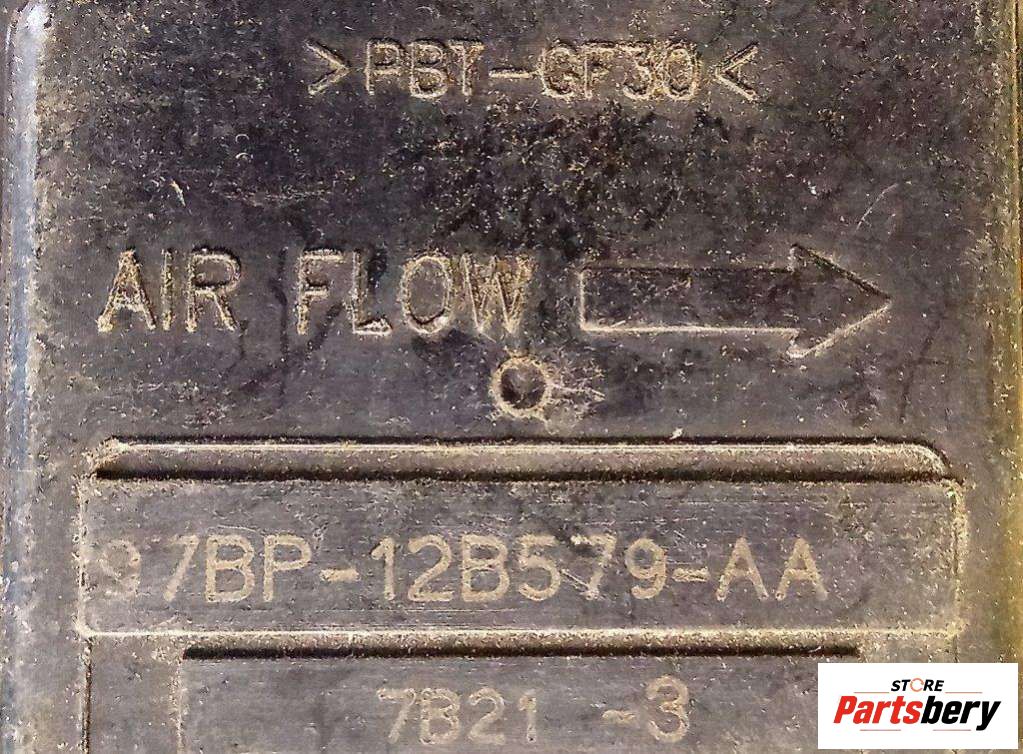 >PBT-GF30<
AIR FLOW
97BP-12B579-AA
7B21 -3
STORE
Partsbery